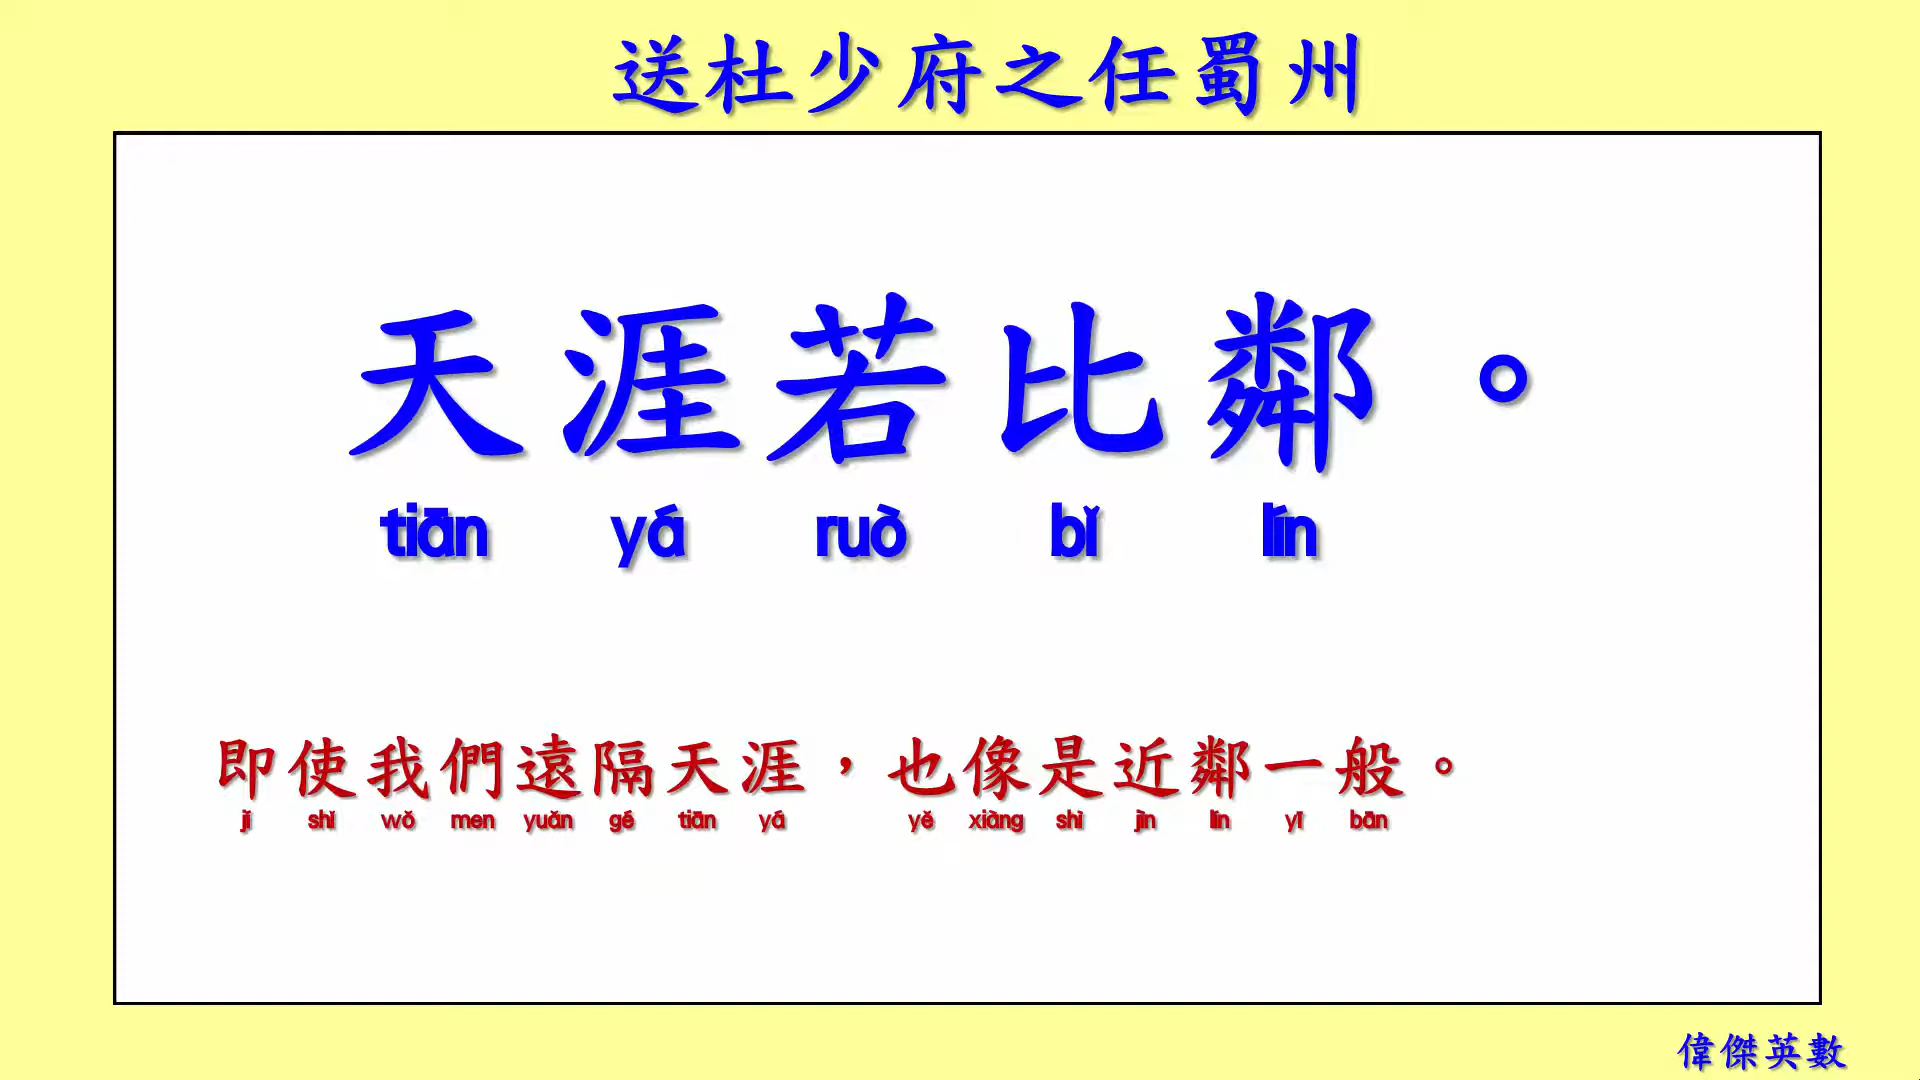 送杜少府之任蜀州
天涯若比鄰。
tiān yá ruò bǐ lín
即使我們遠隔天涯，也像是近鄰一般。
jí shǐ wǒ men yuǎn gé tiān yá yě xiàng shì jìn lín yī bān
偉傑英數